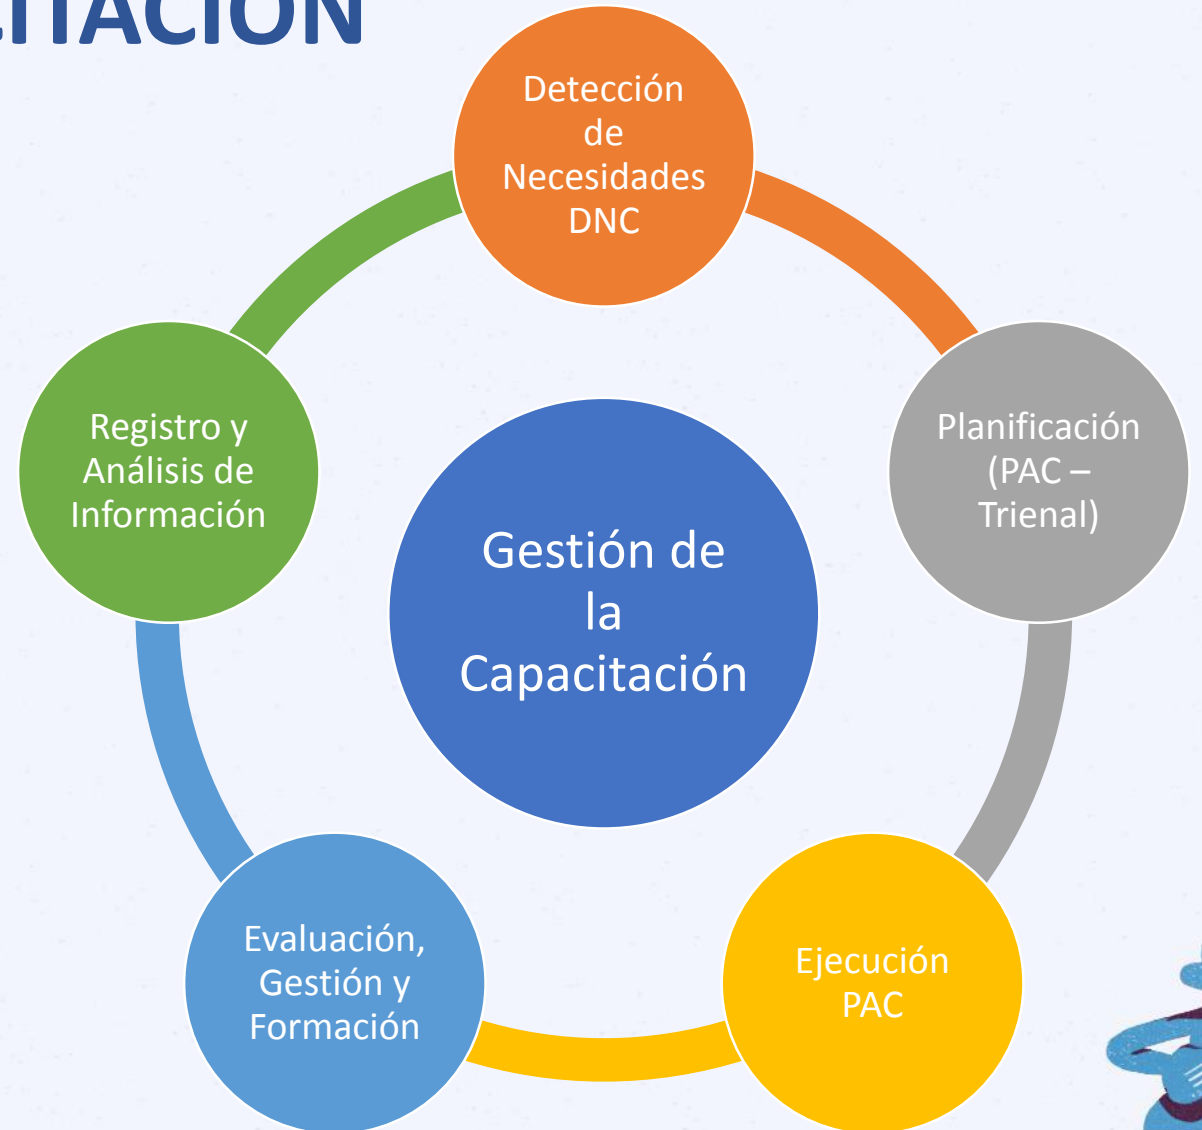 CITACIÓN
Detección
de
Necesidades
DNC
Planificación
(PAC –
Trienal)
Ejecución
PAC
Evaluación,
Gestión y
Formación
Registro y
Análisis de
Información
Gestión de
la
Capacitación